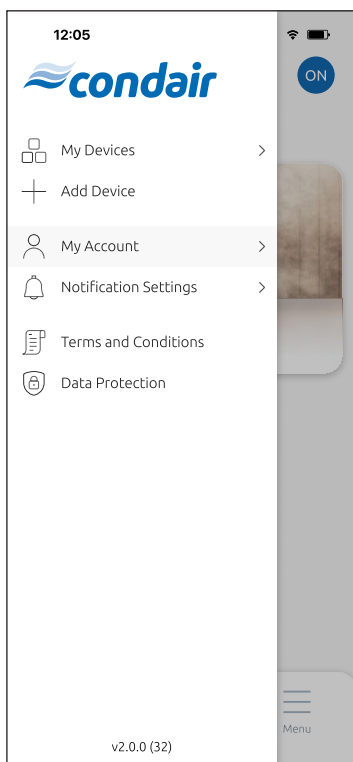 12:05
condair
ON
My Devices
Add Device
My Account
Notification Settings
Terms and Conditions
Data Protection
Menu
v2.0.0 (32)